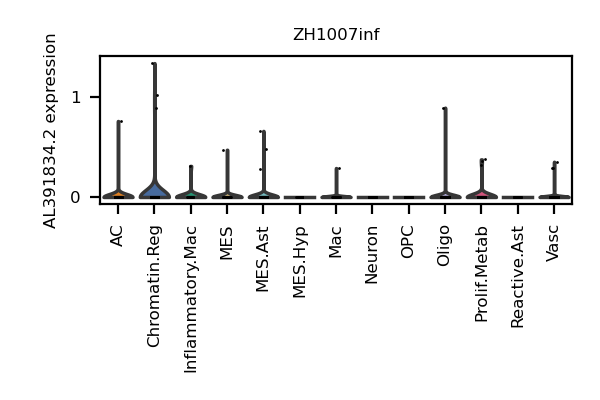 ZH1007inf
AL391834.2 expression
1
0
AC
Chromatin.Reg
Inflammatory.Mac
MES
MES.Ast
MES.Hyp
Mac
Neuron
OPC
Oligo
Prolif.Metab
Reactive.Ast
Vasc